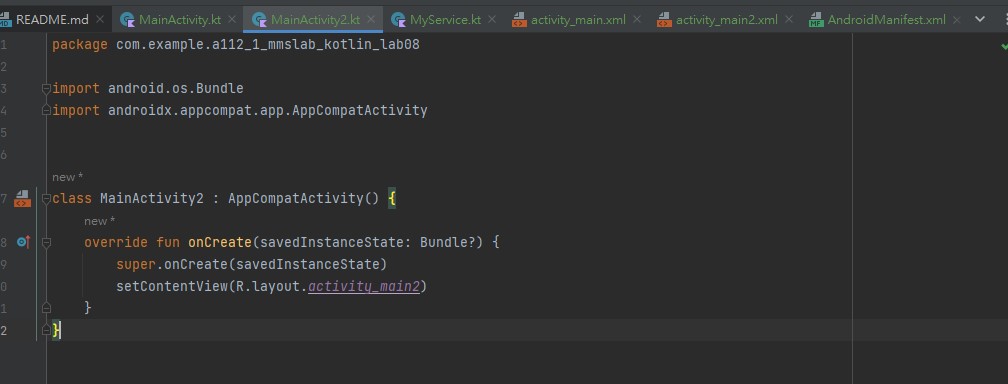 README.md MainActivity.kt MainActivity2.kt MyService.kt activity_main.xml activity_main2.xml AndroidManifest.xml
1 package com.example.a112_1_mmslab_kotlin_lab08
2
3 import android.os.Bundle
4 import androidx.appcompat.app.AppCompatActivity
5
6
new *
7 class MainActivity2 : AppCompatActivity() {
new *
8 override fun onCreate(savedInstanceState: Bundle?) {
9 super.onCreate(savedInstanceState)
0 setContentView(R.layout.activity_main2)
1 }
2 }